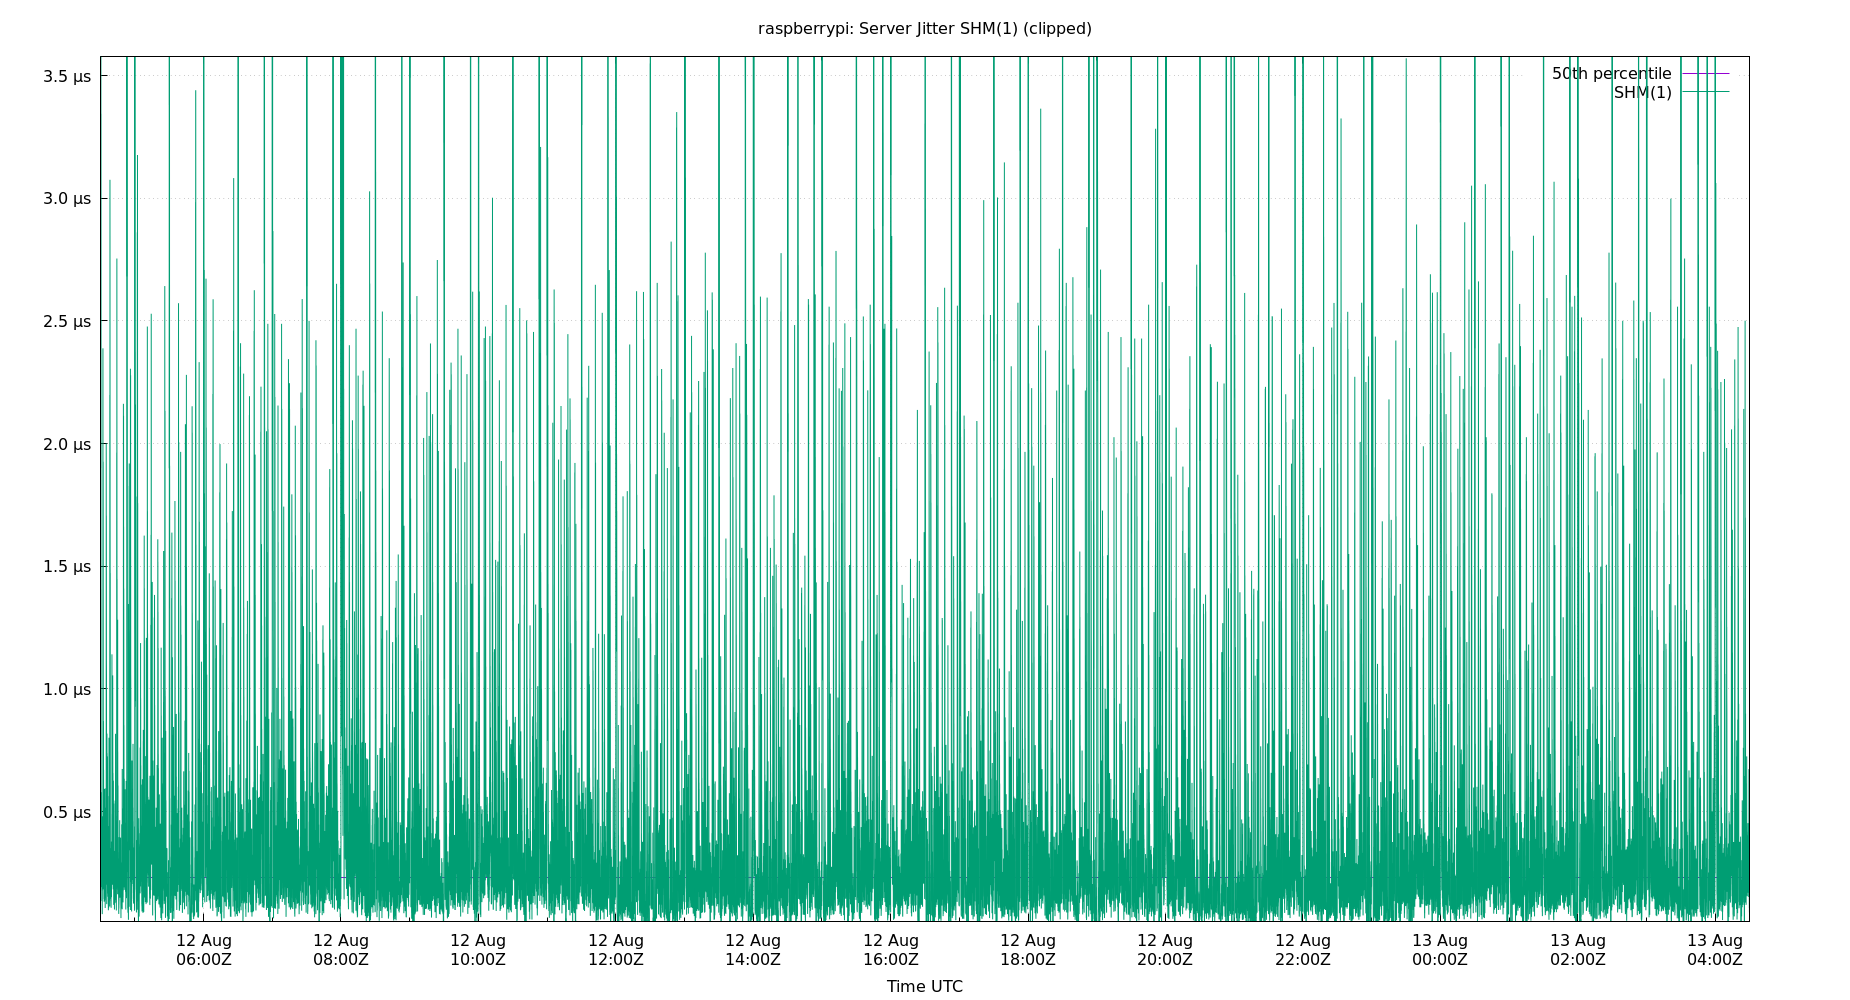 raspberrypi: Server Jitter SHM(1) (clipped)
3.5 µs
3.0 µs
2.5 µs
2.0 µs
1.5 µs
1.0 µs
0.5 µs
50th percentile
SHM(1)
12 Aug 12 Aug 12 Aug 12 Aug 12 Aug 12 Aug 12 Aug 12 Aug 12 Aug 13 Aug 13 Aug 13 Aug
06:00Z 08:00Z 10:00Z 12:00Z 14:00Z 16:00Z 18:00Z 20:00Z 22:00Z 00:00Z 02:00Z 04:00Z
Time UTC